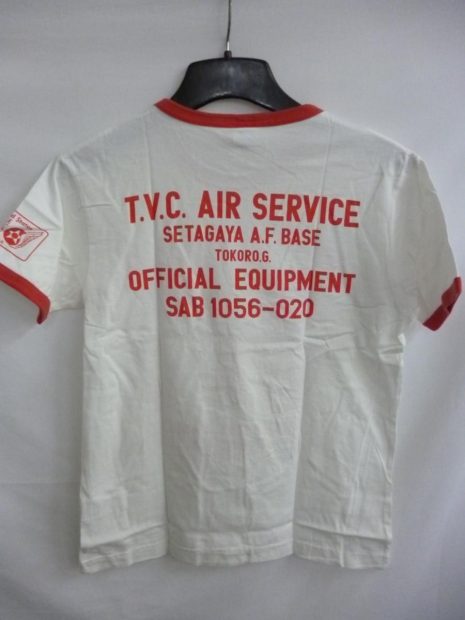 T.V.C. AIR SERVICE
SETAGAYA A.F. BASE
TOKORO.G.
OFFICIAL EQUIPMENT
SAB 1056-020